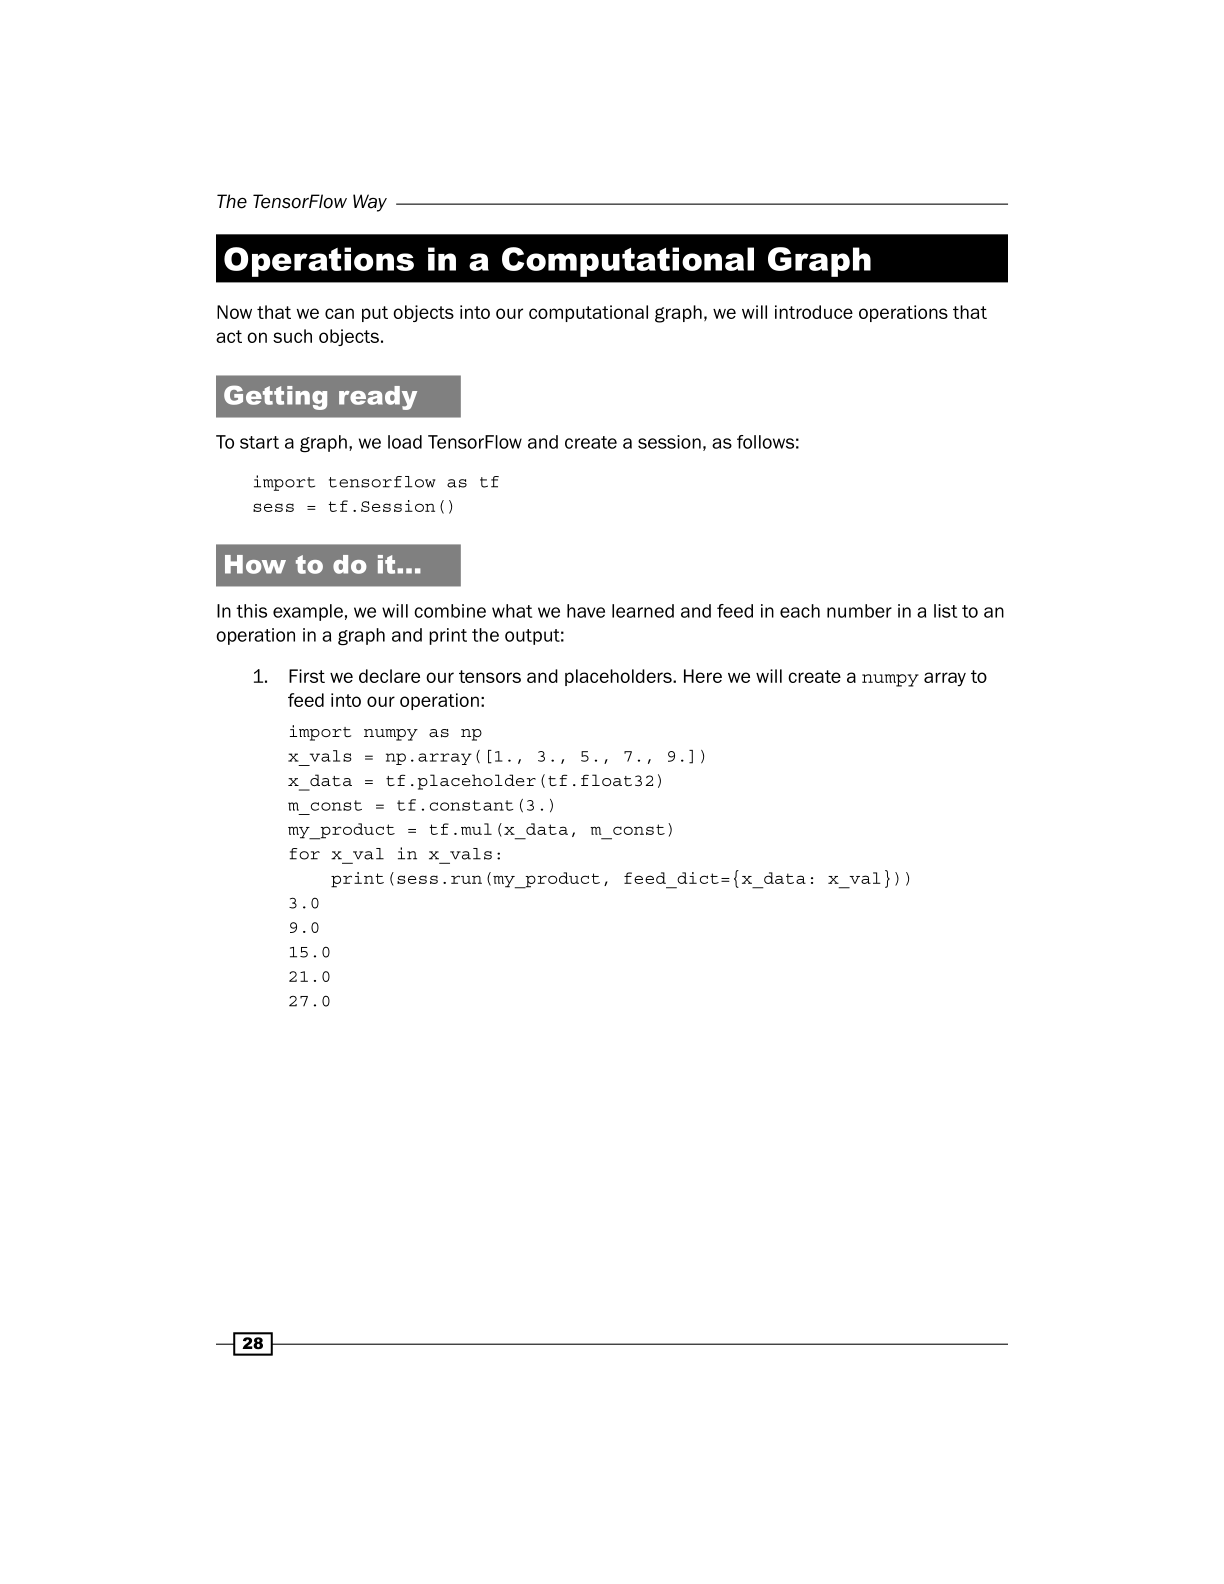 The TensorFlow Way
Operations in a Computational Graph
Now that we can put objects into our computational graph, we will introduce operations that
act on such objects.
Getting ready
To start a graph, we load TensorFlow and create a session, as follows:
import tensorflow as tf
sess = tf.Session()
How to do it…
In this example, we will combine what we have learned and feed in each number in a list to an
operation in a graph and print the output:
1. First we declare our tensors and placeholders. Here we will create a numpy array to
feed into our operation:
import numpy as np
x_vals = np.array([1., 3., 5., 7., 9.])
x_data = tf.placeholder(tf.float32)
m_const = tf.constant(3.)
my_product = tf.mul(x_data, m_const)
for x_val in x_vals:
    print(sess.run(my_product, feed_dict={x_data: x_val}))
3.0
9.0
15.0
21.0
27.0
28